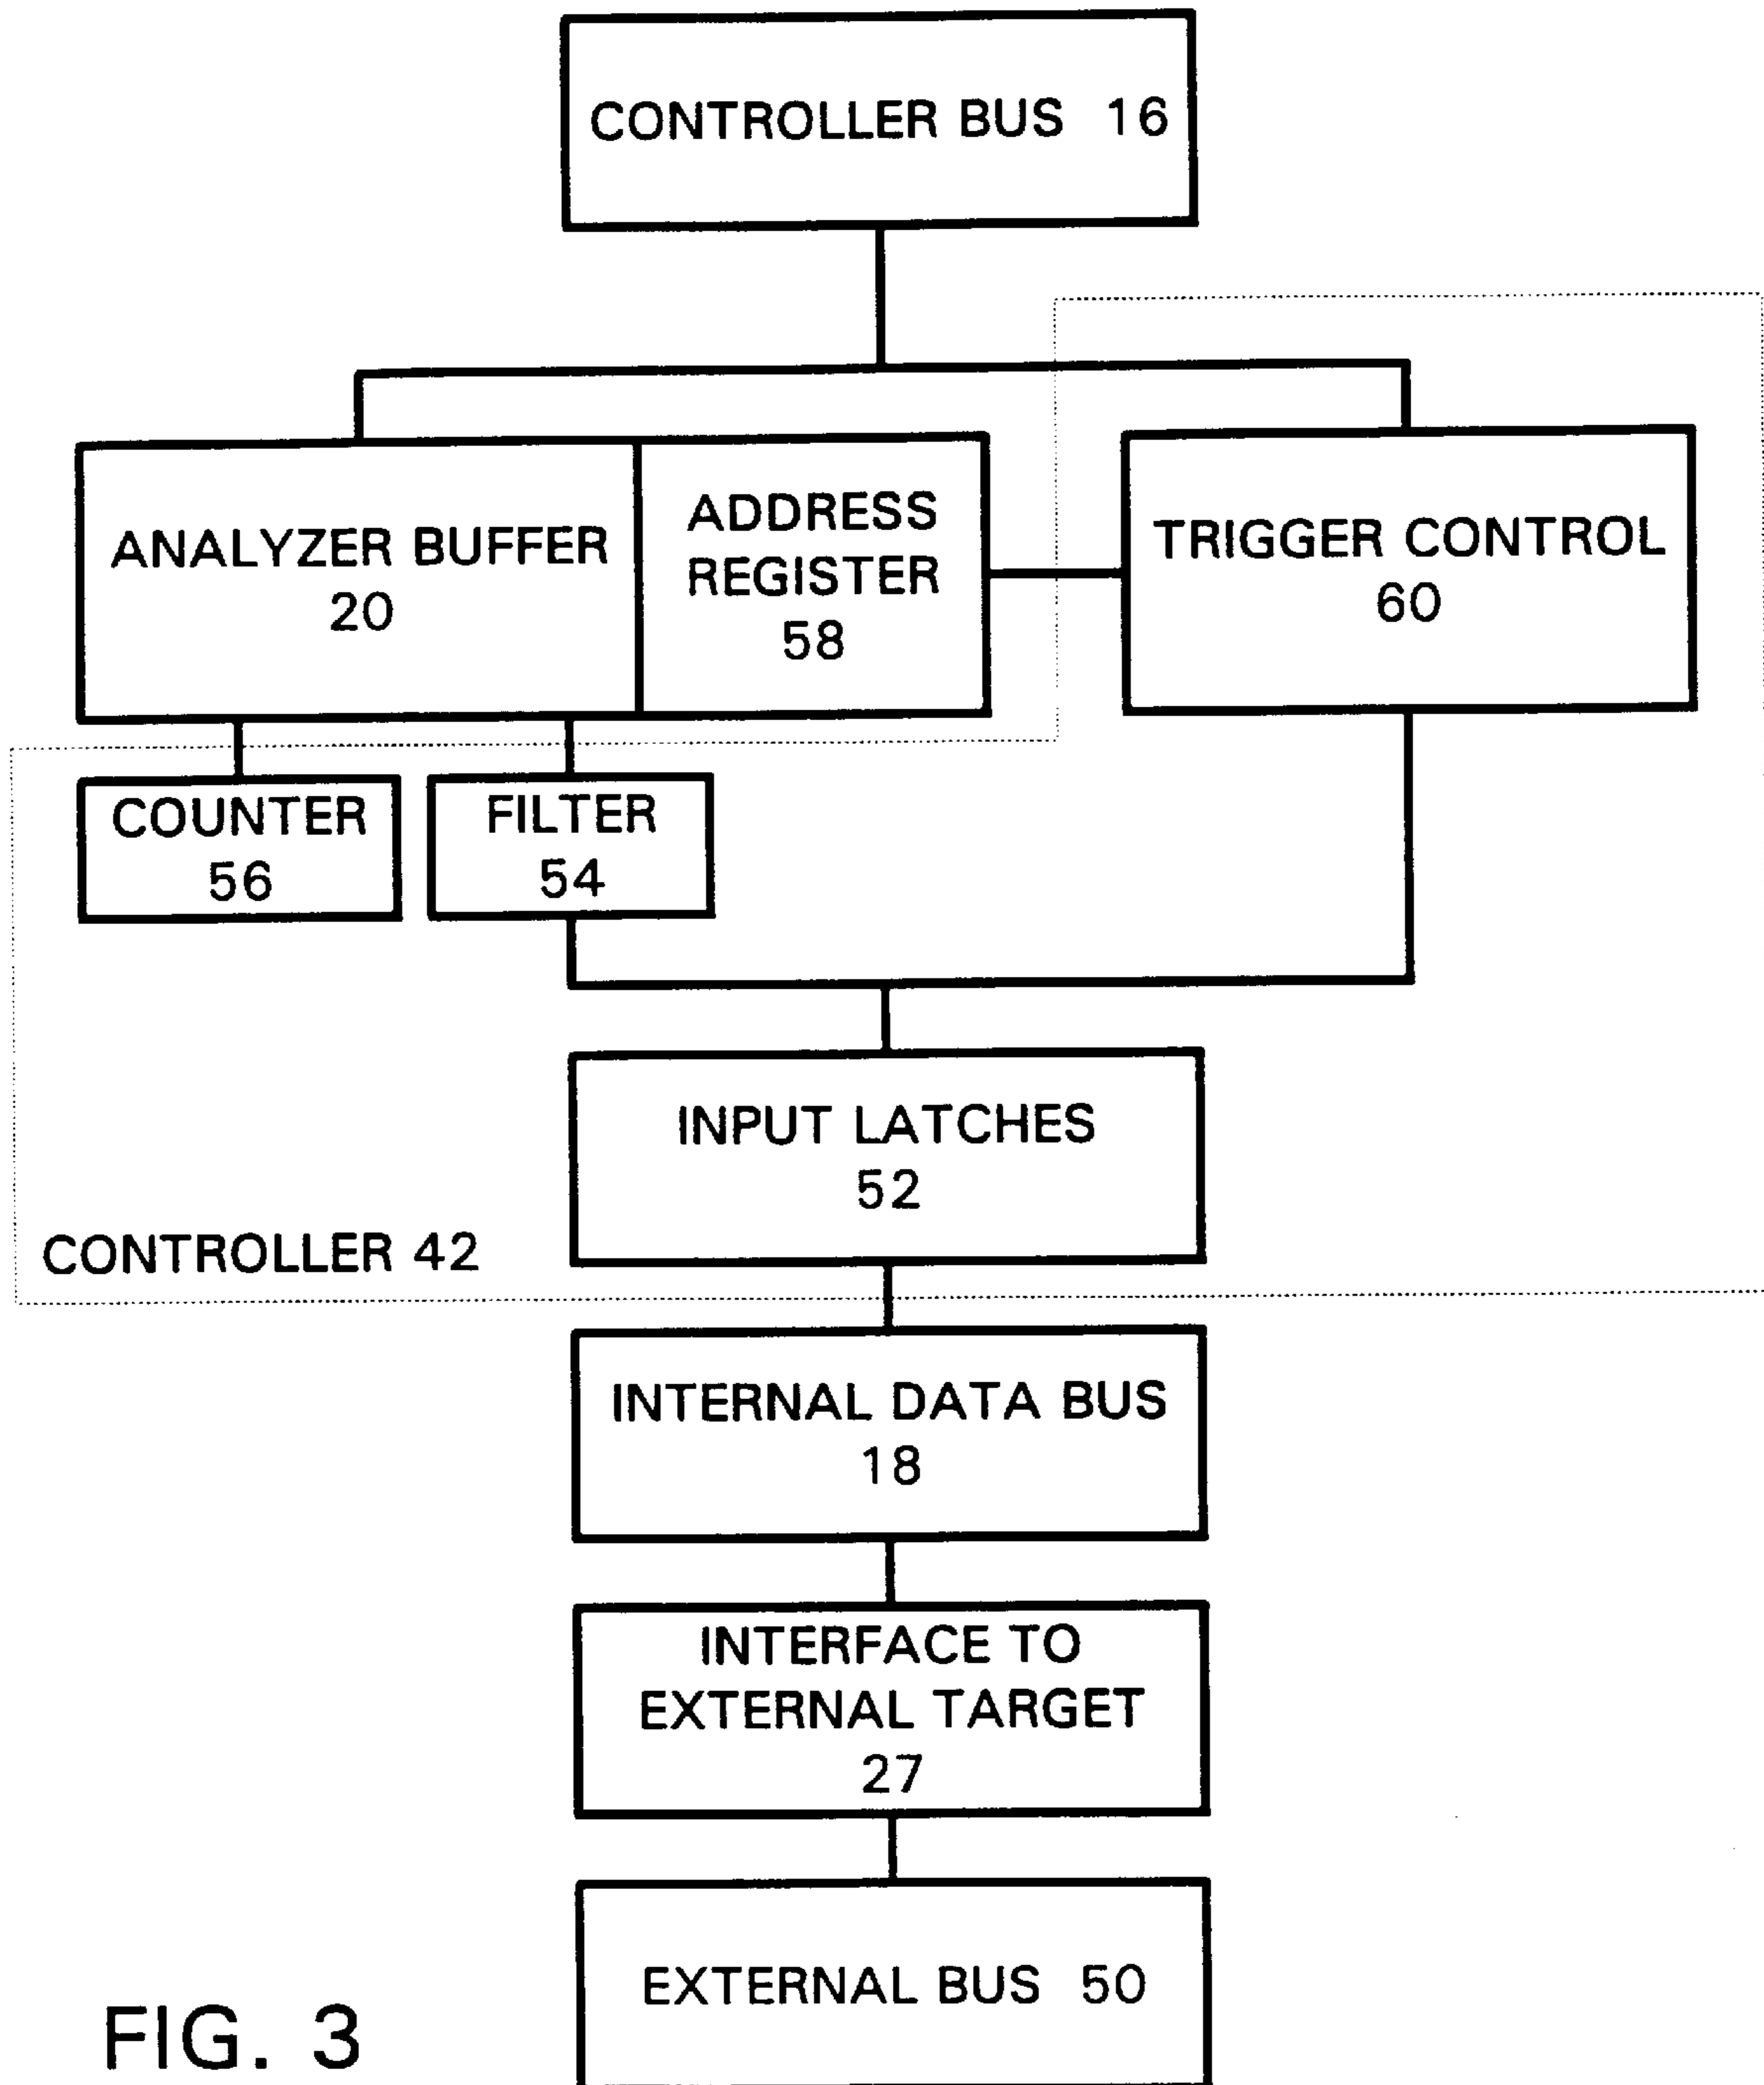 CONTROLLER BUS 16
ANALYZER BUFFER
20
ADDRESS
REGISTER
58
TRIGGER CONTROL
60
COUNTER
56
FILTER
54
INPUT LATCHES
52
CONTROLLER 42
INTERNAL DATA BUS
18
INTERFACE TO
EXTERNAL TARGET
27
EXTERNAL BUS 50
FIG. 3